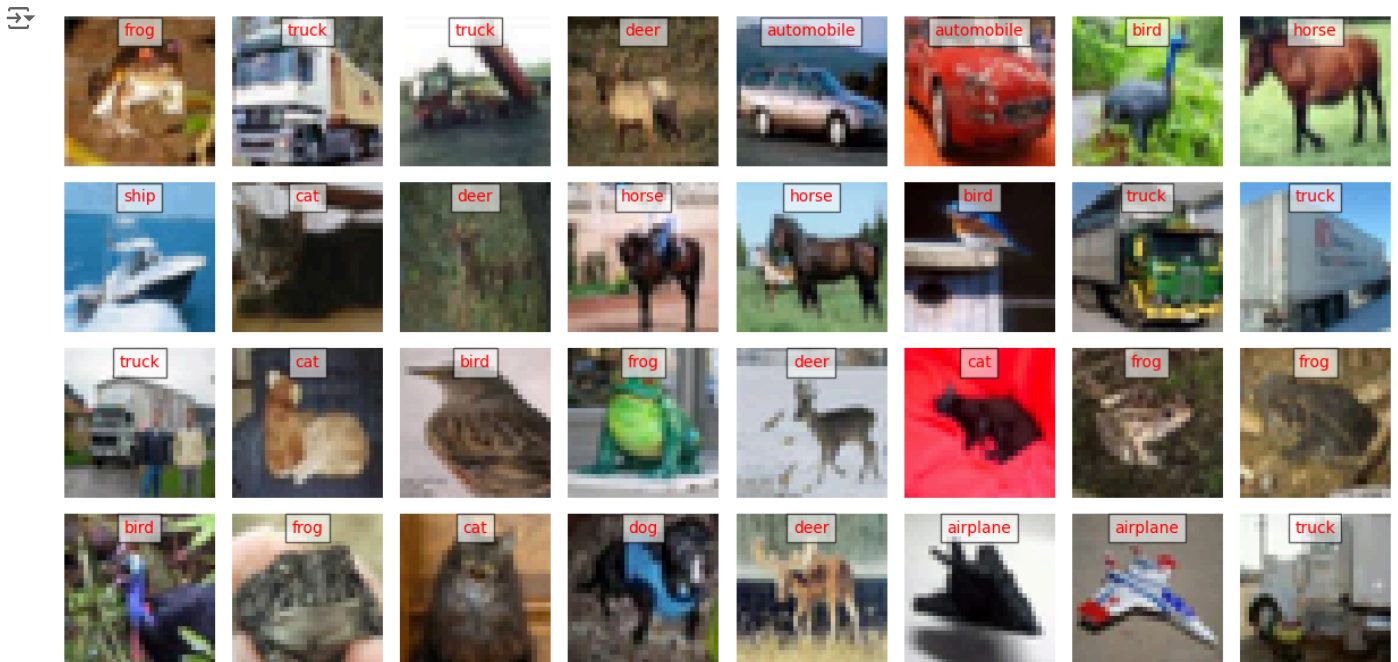 frog truck truck deer automobile automobile bird horse
ship cat deer horse horse bird truck truck
truck cat bird frog deer cat frog frog
bird frog cat dog deer airplane airplane truck